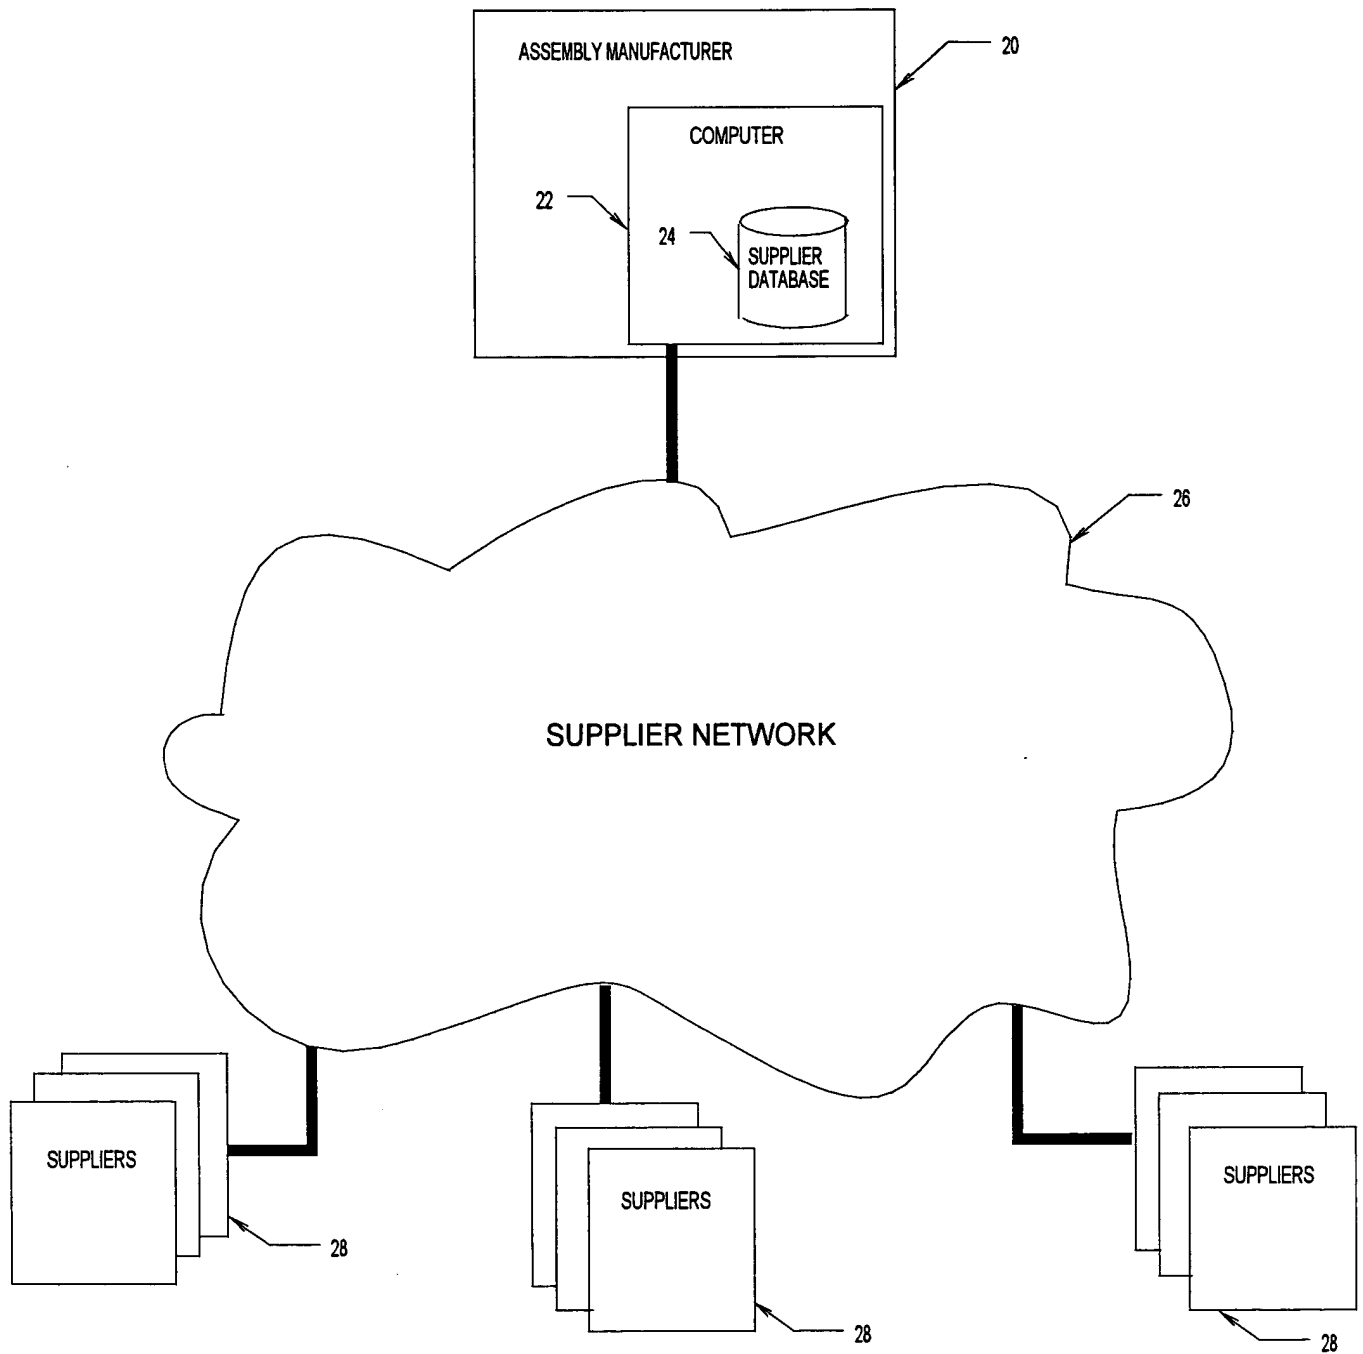 ASSEMBLY MANUFACTURER
20
COMPUTER
22
24
SUPPLIER
DATABASE
26
SUPPLIER NETWORK
SUPPLIERS
28
SUPPLIERS
28
SUPPLIERS
28